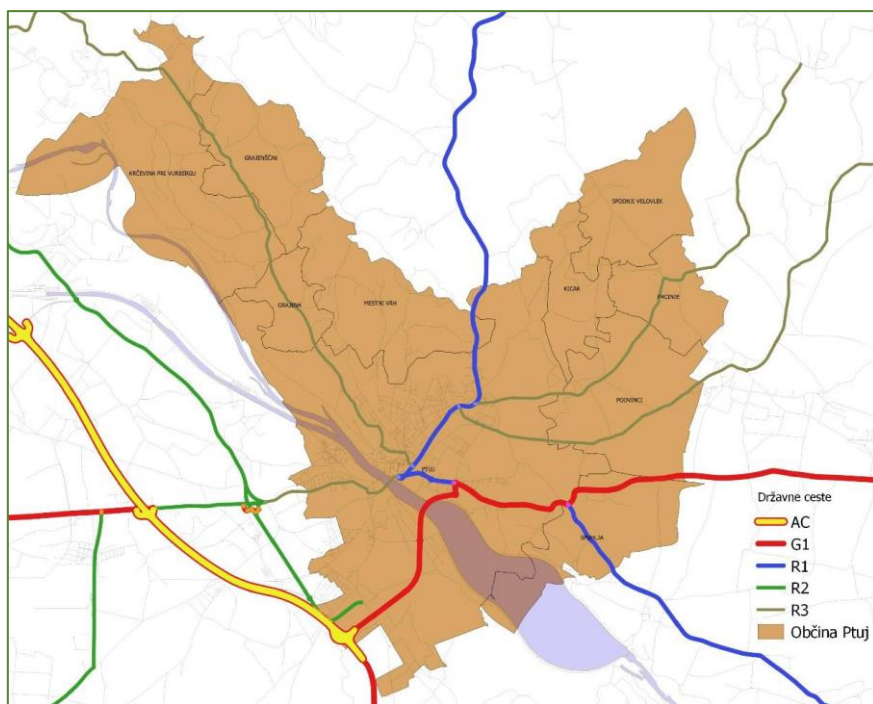 GRAJENŠČAK
KRČEVINA PRI VURBERGU
SPODNJI VELOVLEK
GRAJENA
MESTNI VRH
KICAR
PACINJE
PODVINCI
PTUJ
SPUHLJA
Državne ceste
AC
G1
R1
R2
R3
Občina Ptuj